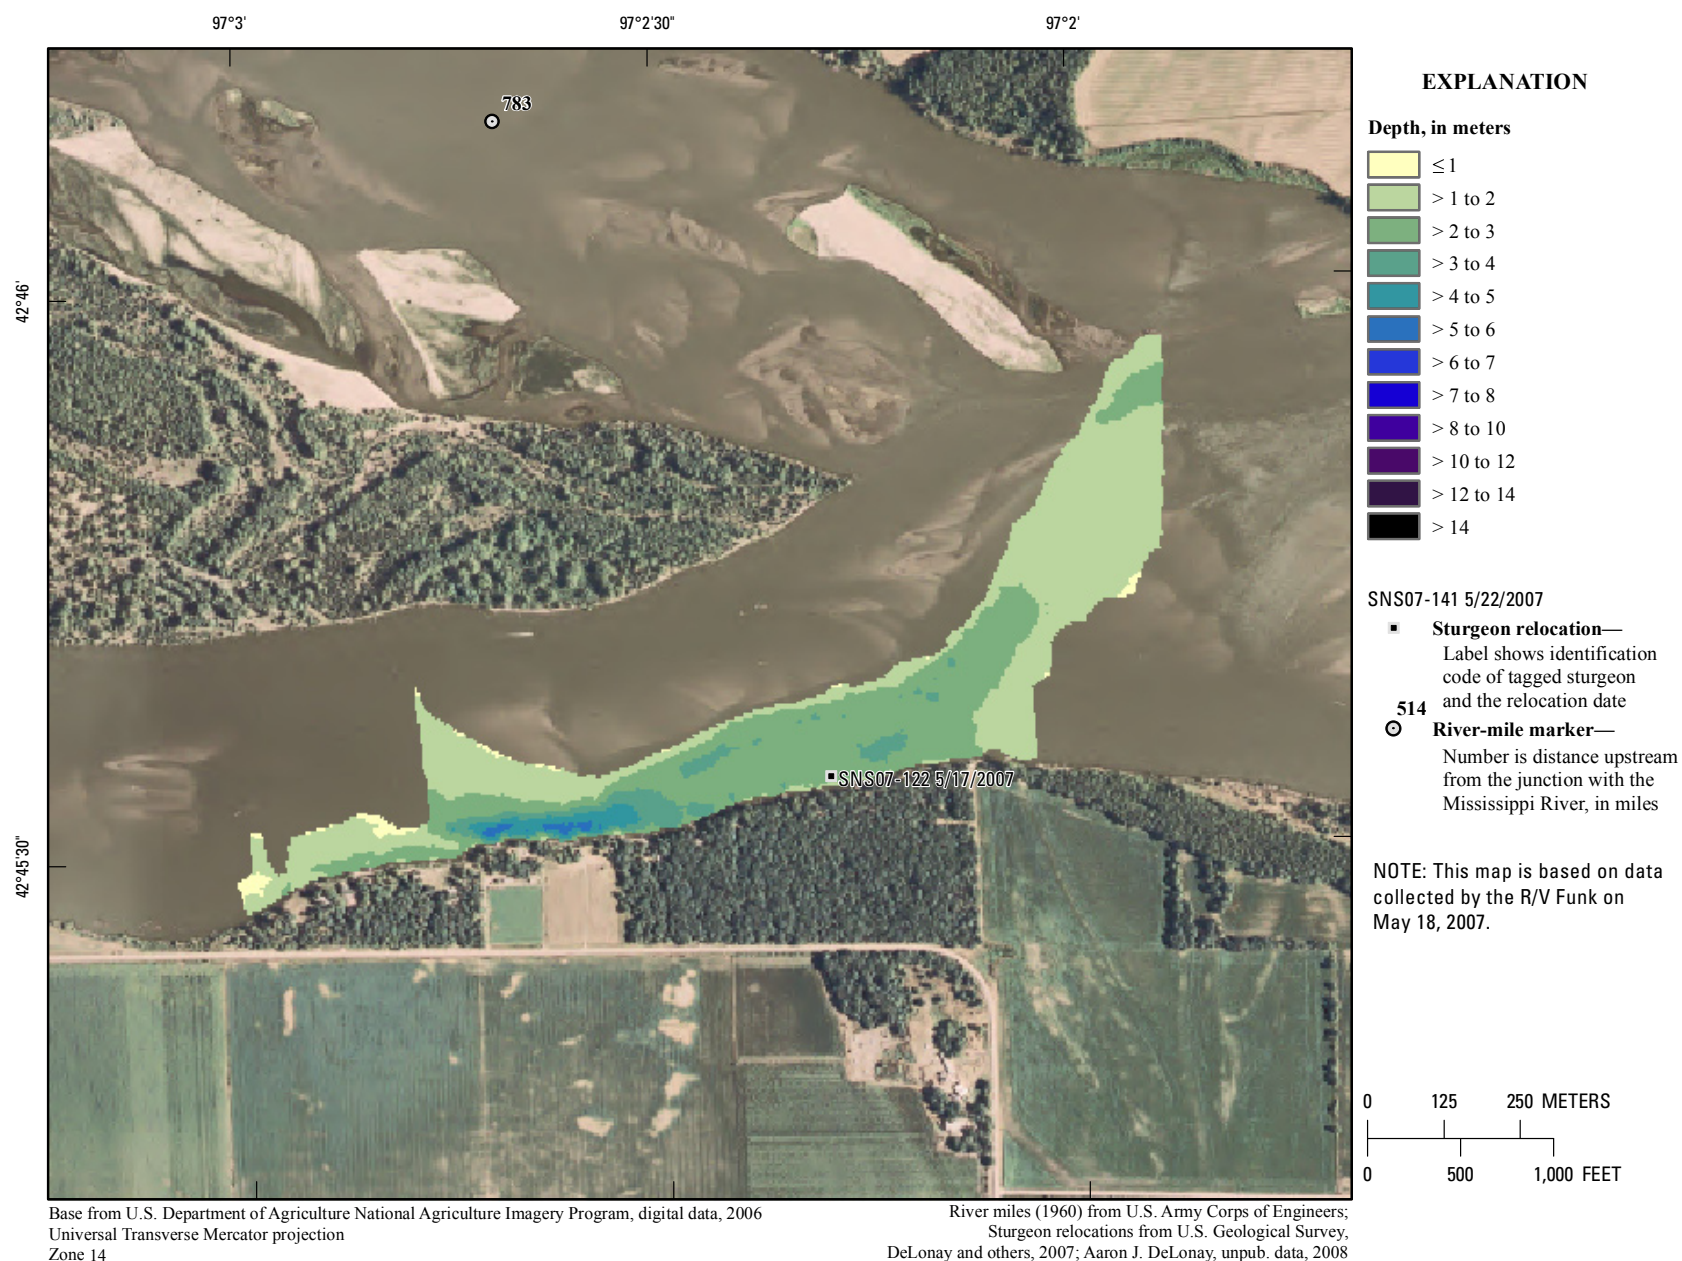 97°3'
97°2'30"
97°2'
783
42°46'
42°45'30"
SNS07-122 5/17/2007
EXPLANATION
Depth, in meters
≤ 1
> 1 to 2
> 2 to 3
> 3 to 4
> 4 to 5
> 5 to 6
> 6 to 7
> 7 to 8
> 8 to 10
> 10 to 12
> 12 to 14
> 14
SNS07-141 5/22/2007
Sturgeon relocation—
Label shows identification
code of tagged sturgeon
and the relocation date
514
River-mile marker—
Number is distance upstream
from the junction with the
Mississippi River, in miles
NOTE: This map is based on data
collected by the R/V Funk on
May 18, 2007.
0 125 250 METERS
0 500 1,000 FEET
Base from U.S. Department of Agriculture National Agriculture Imagery Program, digital data, 2006
Universal Transverse Mercator projection
Zone 14
River miles (1960) from U.S. Army Corps of Engineers;
Sturgeon relocations from U.S. Geological Survey,
DeLonay and others, 2007; Aaron J. DeLonay, unpub. data, 2008